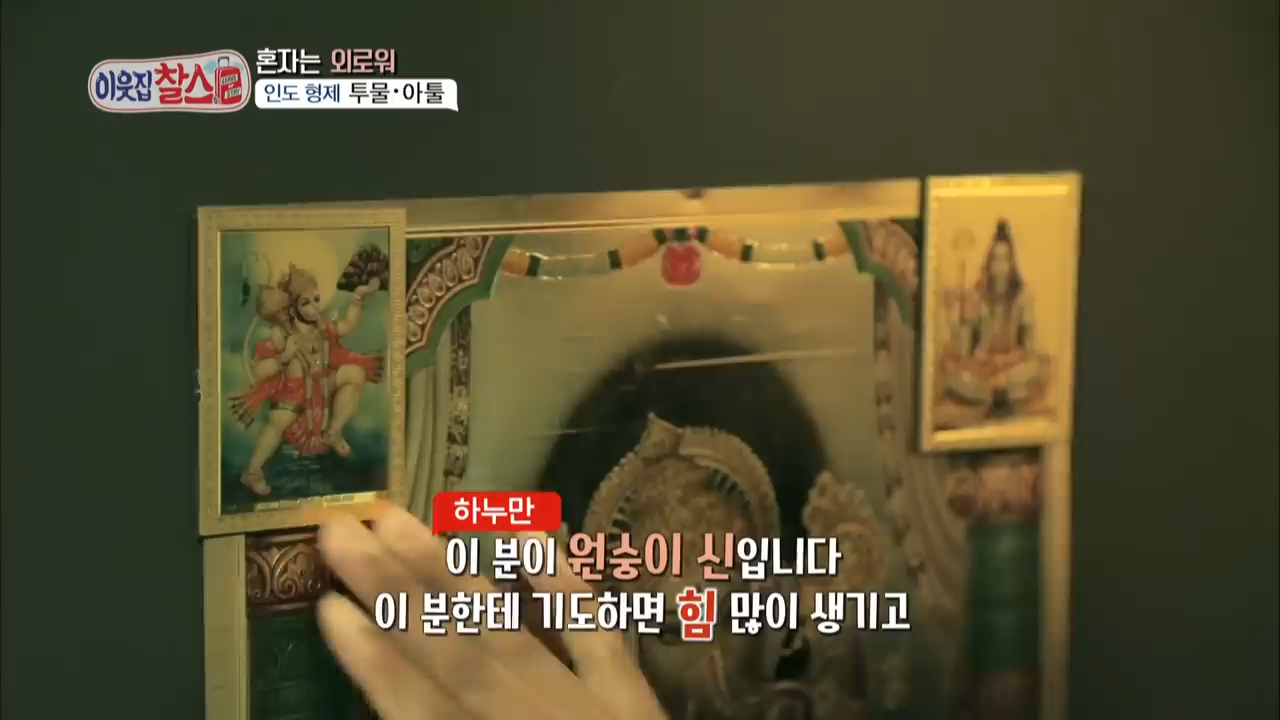 이웃집 찰스
혼자는 외로워
인도 형제 투물·아툴
하누만
이 분이 원숭이 신입니다
이 분한테 기도하면 힘 많이 생기고